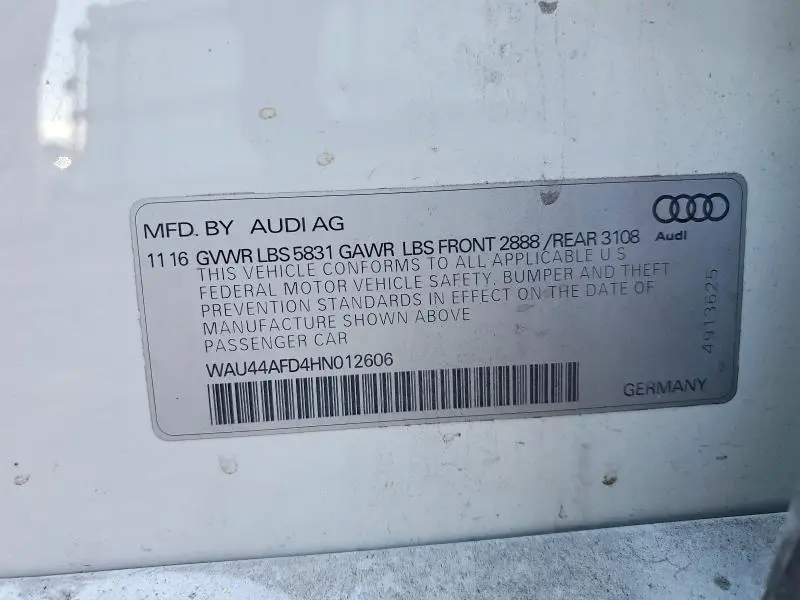 MFD. BY AUDI AG
Audi
11 16 GVWR LBS 5831 GAWR LBS FRONT 2888 /REAR 3108
THIS VEHICLE CONFORMS TO ALL APPLICABLE U S
FEDERAL MOTOR VEHICLE SAFETY, BUMPER AND THEFT
PREVENTION STANDARDS IN EFFECT ON THE DATE OF
MANUFACTURE SHOWN ABOVE
PASSENGER CAR
WAU44AFD4HN012606
4913625
GERMANY